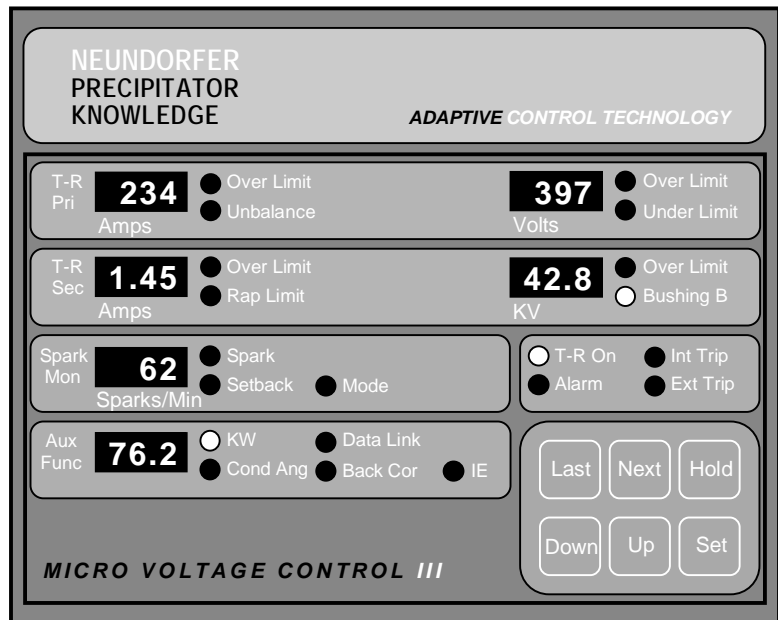 NEUNDORFER
PRECIPITATOR
KNOWLEDGE
ADAPTIVE CONTROL TECHNOLOGY
T-R
Pri
234
Amps
Over Limit
Unbalance
397
Volts
Over Limit
Under Limit
T-R
Sec
1.45
Amps
Over Limit
Rap Limit
42.8
KV
Over Limit
Bushing B
Spark
Mon
62
Sparks/Min
Spark
Setback
Mode
T-R On
Int Trip
Alarm
Ext Trip
Aux
Func
76.2
KW
Data Link
Cond Ang
Back Cor
IE
Last
Next
Hold
Down
Up
Set
MICRO VOLTAGE CONTROL III